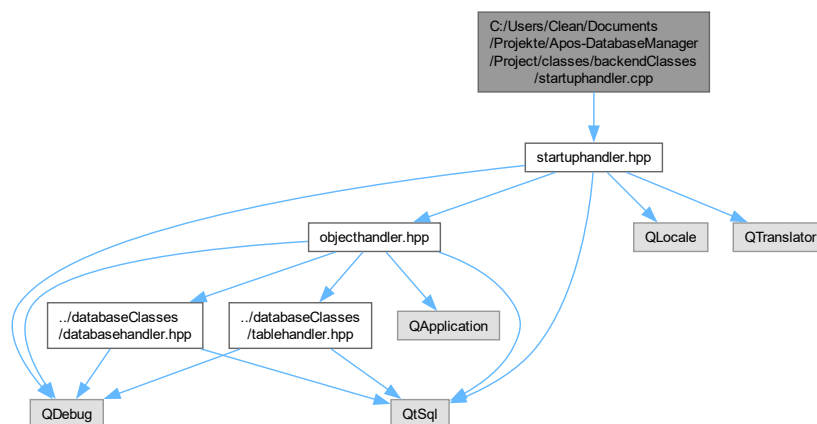 C:/Users/Clean/Documents
/Projekte/Apos-DatabaseManager
/Project/classes/backendClasses
/startuphandler.cpp
startuphandler.hpp
objecthandler.hpp
QLocale
QTranslator
../databaseClasses
/databasehandler.hpp
../databaseClasses
/tablehandler.hpp
QApplication
QDebug
QtSql